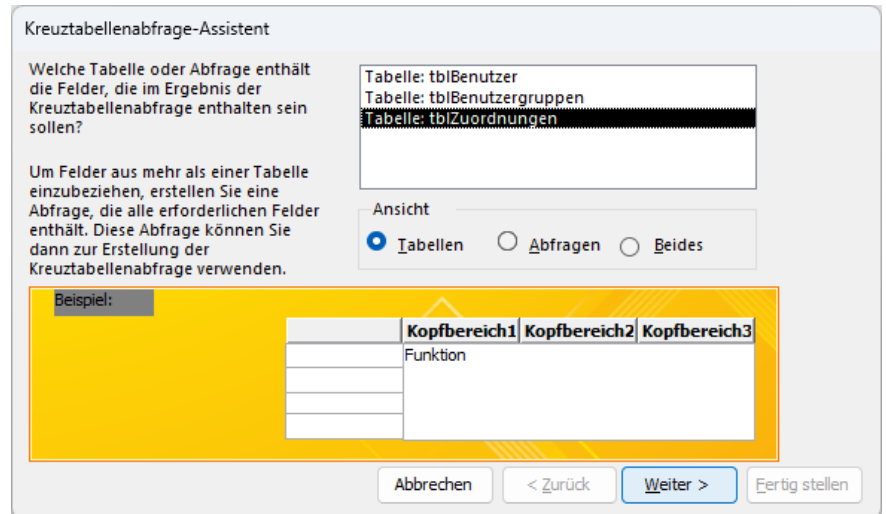 Kreuztabellenabfrage-Assistent
Welche Tabelle oder Abfrage enthält
die Felder, die im Ergebnis der
Kreuztabellenabfrage enthalten sein
sollen?
Um Felder aus mehr als einer Tabelle
einzubeziehen, erstellen Sie eine
Abfrage, die alle erforderlichen Felder
enthält. Diese Abfrage können Sie
dann zur Erstellung der
Kreuztabellenabfrage verwenden.
Tabelle: tblBenutzer
Tabelle: tblBenutzergruppen
Tabelle: tblZuordnungen
Ansicht
Tabellen Abfragen Beides
Beispiel:
Kopfbereich1 Kopfbereich2 Kopfbereich3
Funktion
Abbrechen < Zurück Weiter > Fertig stellen